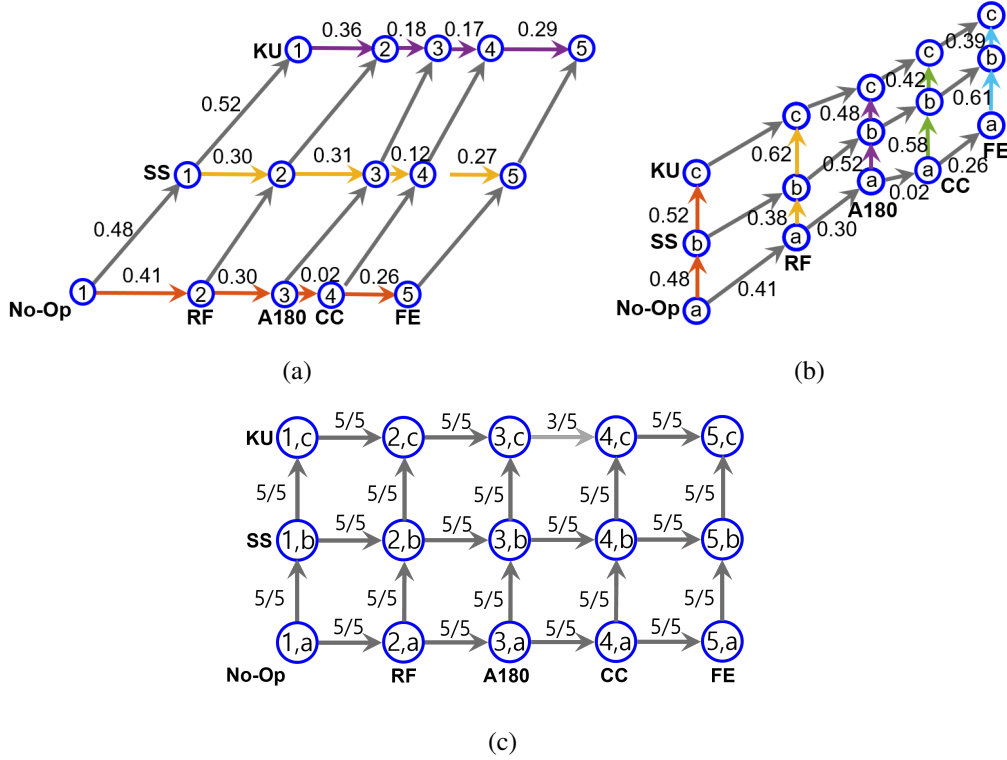 0.36 0.18 0.17 0.29
KU 1 2 3 4 5
0.52
0.30 0.31 0.12 0.27
SS 1 2 3 4 5
0.48
0.41 0.30 0.02 0.26
1 2 3 4 5
No-Op RF A180 CC FE
(a)
c
0.39
c b
0.42
c 0.61
0.48 b
c b 0.58 a
0.62 FE
KU c 0.52 a 0.26
b a 0.02 CC
0.52 0.38 A180
SS b a 0.30
RF
0.48 0.41
No-Op a
(b)
5/5 5/5 3/5 5/5
KU 1,c 2,c 3,c 4,c 5,c
5/5 5/5 5/5 5/5 5/5
5/5 5/5 5/5 5/5
SS 1,b 2,b 3,b 4,b 5,b
5/5 5/5 5/5 5/5 5/5
5/5 5/5 5/5 5/5
1,a 2,a 3,a 4,a 5,a
No-Op RF A180 CC FE
(c)